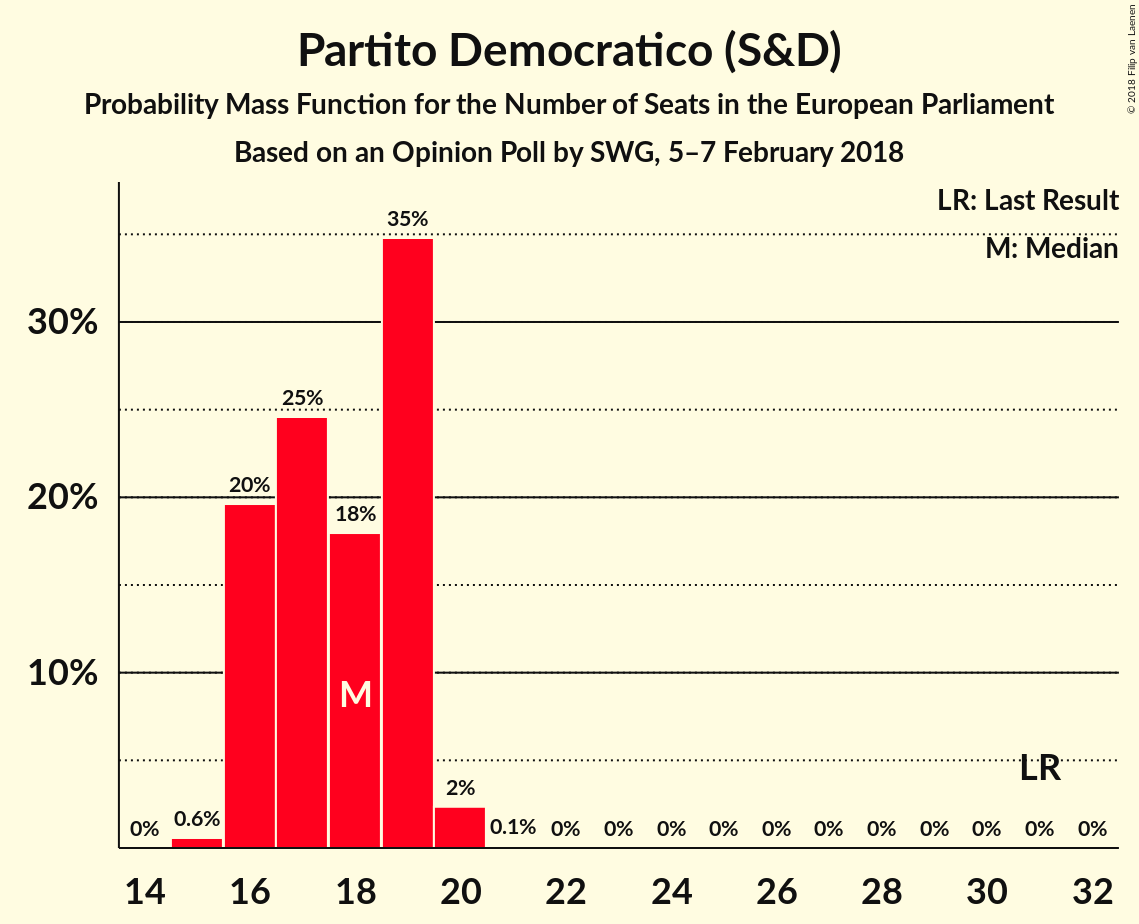 Partito Democratico (S&D)
Probability Mass Function for the Number of Seats in the European Parliament
Based on an Opinion Poll by SWG, 5–7 February 2018
© 2018 Filip van Laenen
LR: Last Result
M: Median
35%
30%
25%
20%
20%
18%
10%
M
LR
2%
0% 0.6% 0.1% 0% 0% 0% 0% 0% 0% 0% 0% 0% 0% 0%
14 16 18 20 22 24 26 28 30 32